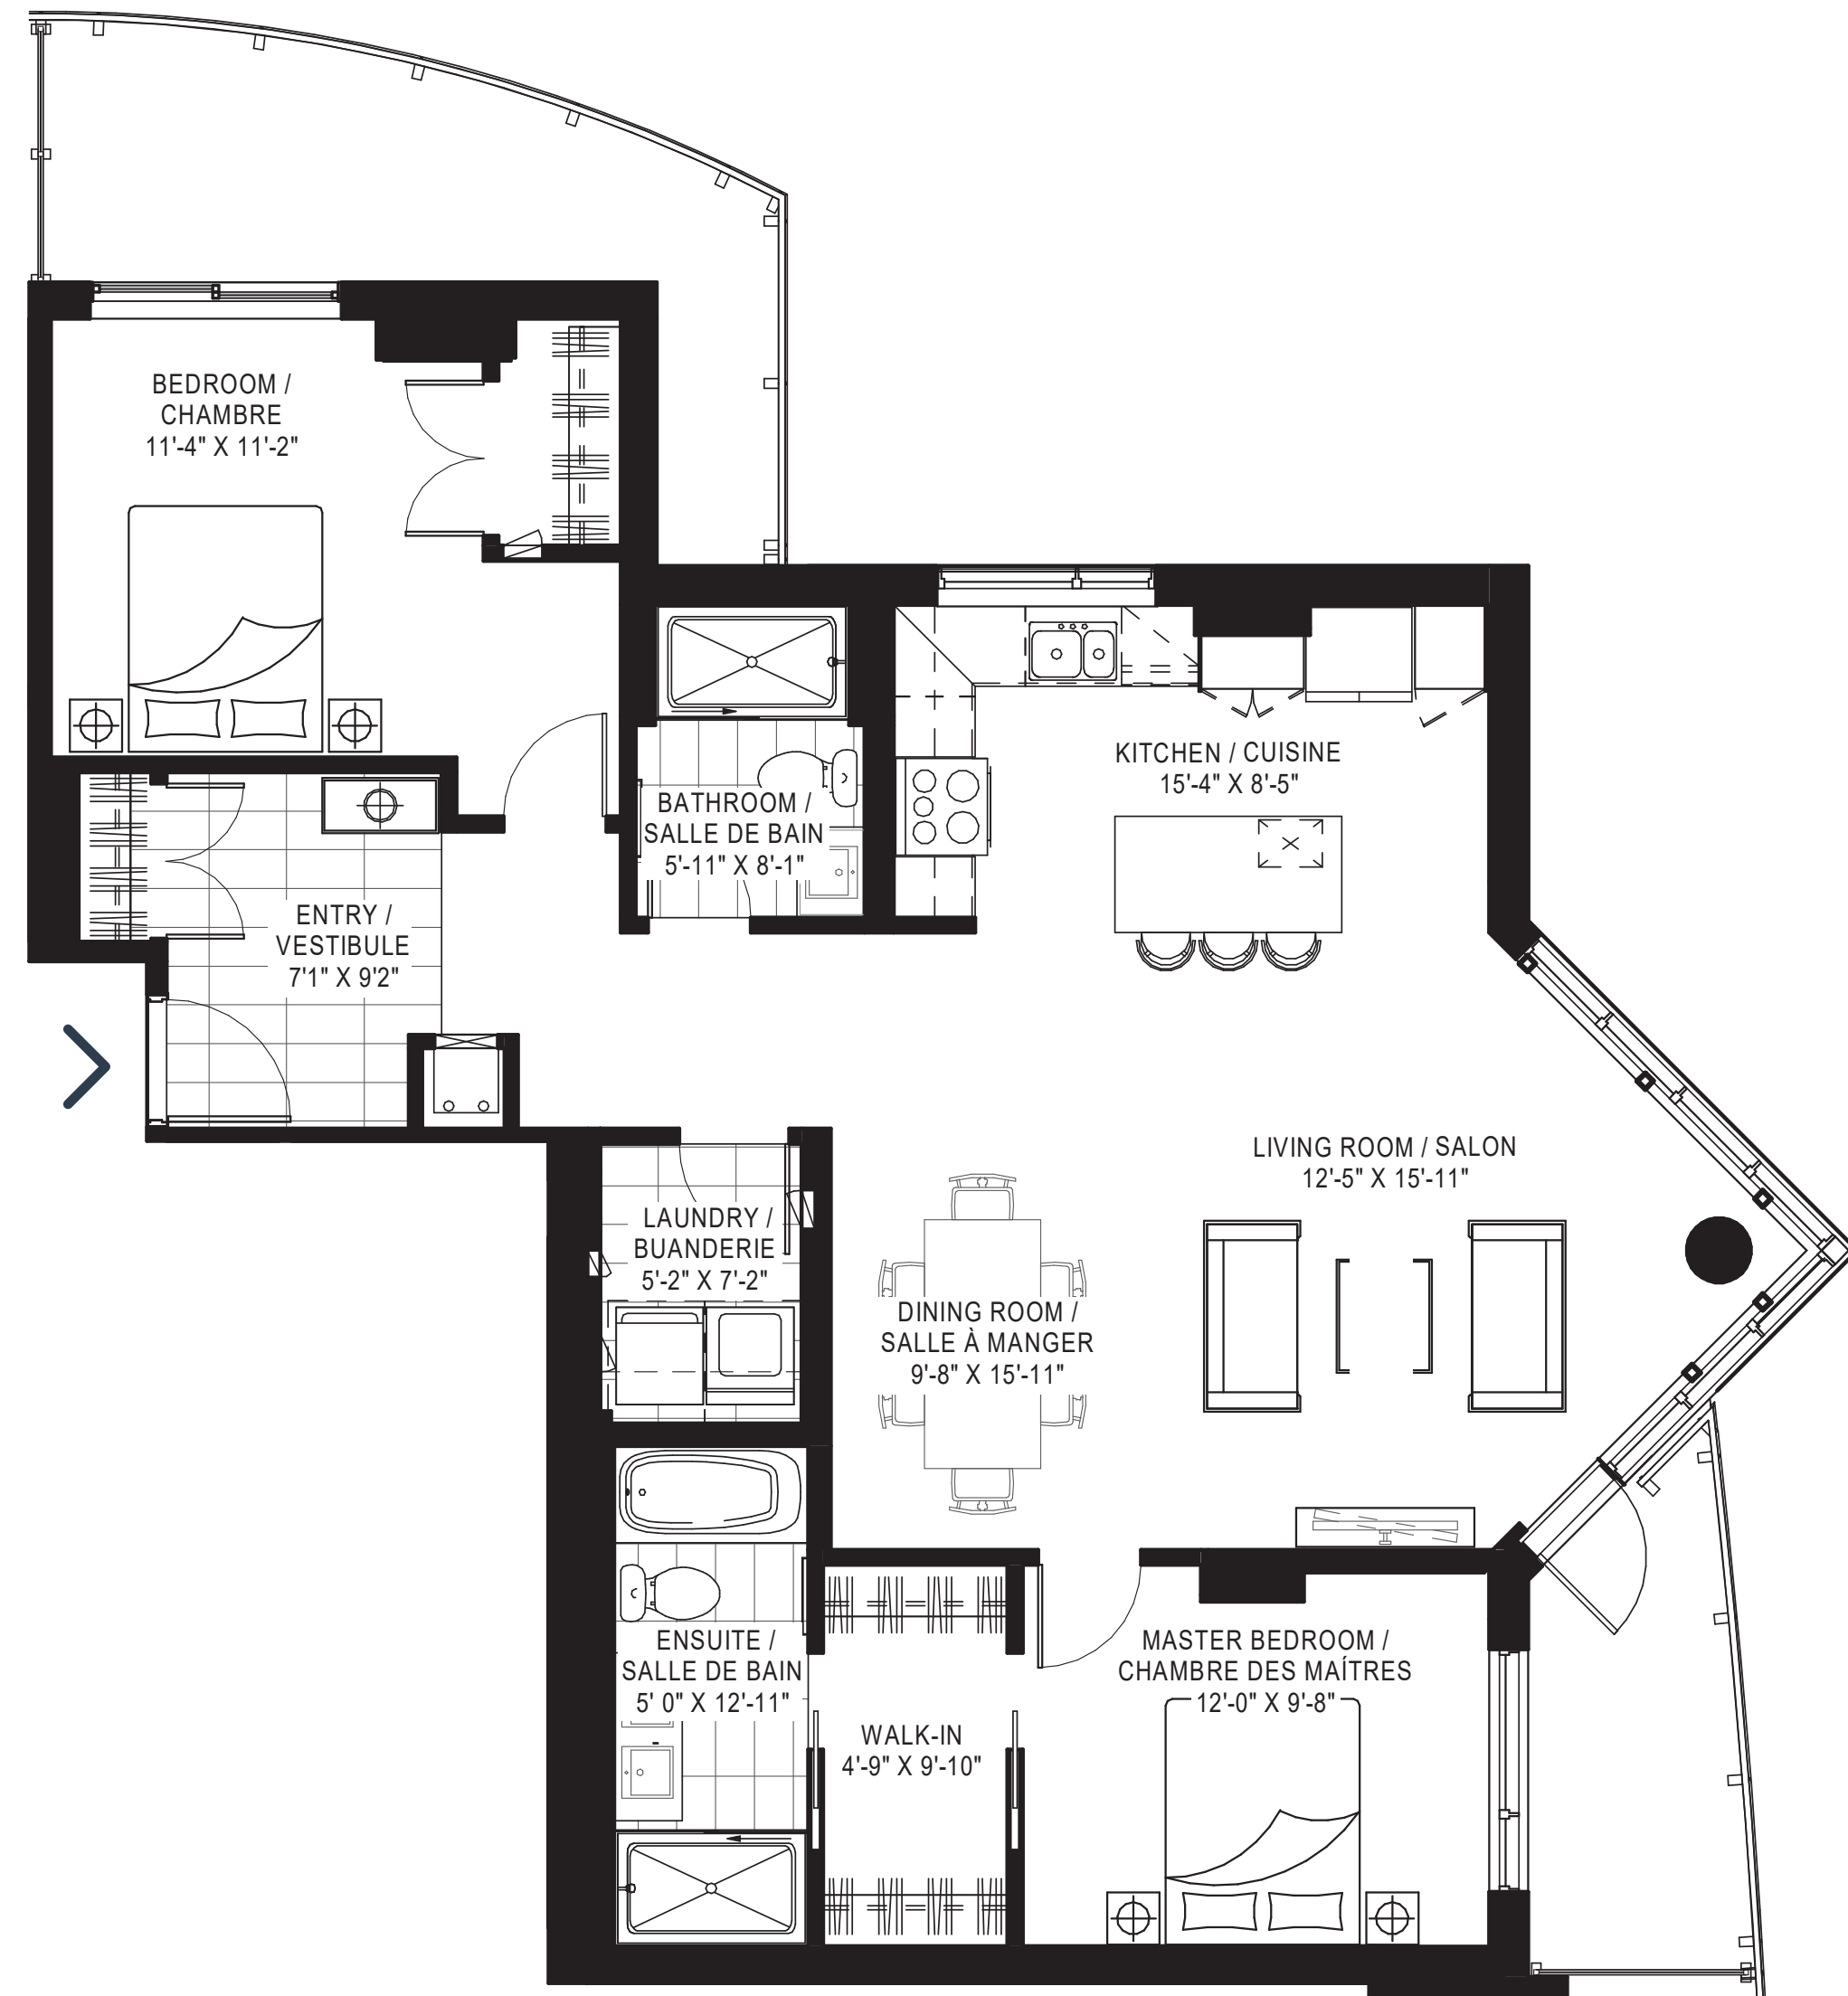 BEDROOM /
CHAMBRE
11'-4" X 11'-2"
KITCHEN / CUISINE
15'-4" X 8'-5"
BATHROOM /
SALLE DE BAIN
5'-11" X 8'-1"
ENTRY /
VESTIBULE
7'1" X 9'2"
LIVING ROOM / SALON
12'-5" X 15'-11"
LAUNDRY /
BUANDERIE
5'-2" X 7'-2"
DINING ROOM /
SALLE À MANGER
9'-8" X 15'-11"
ENSUITE /
SALLE DE BAIN
5' 0" X 12'-11"
MASTER BEDROOM /
CHAMBRE DES MAÍTRES
12'-0" X 9'-8"
WALK-IN
4'-9" X 9'-10"